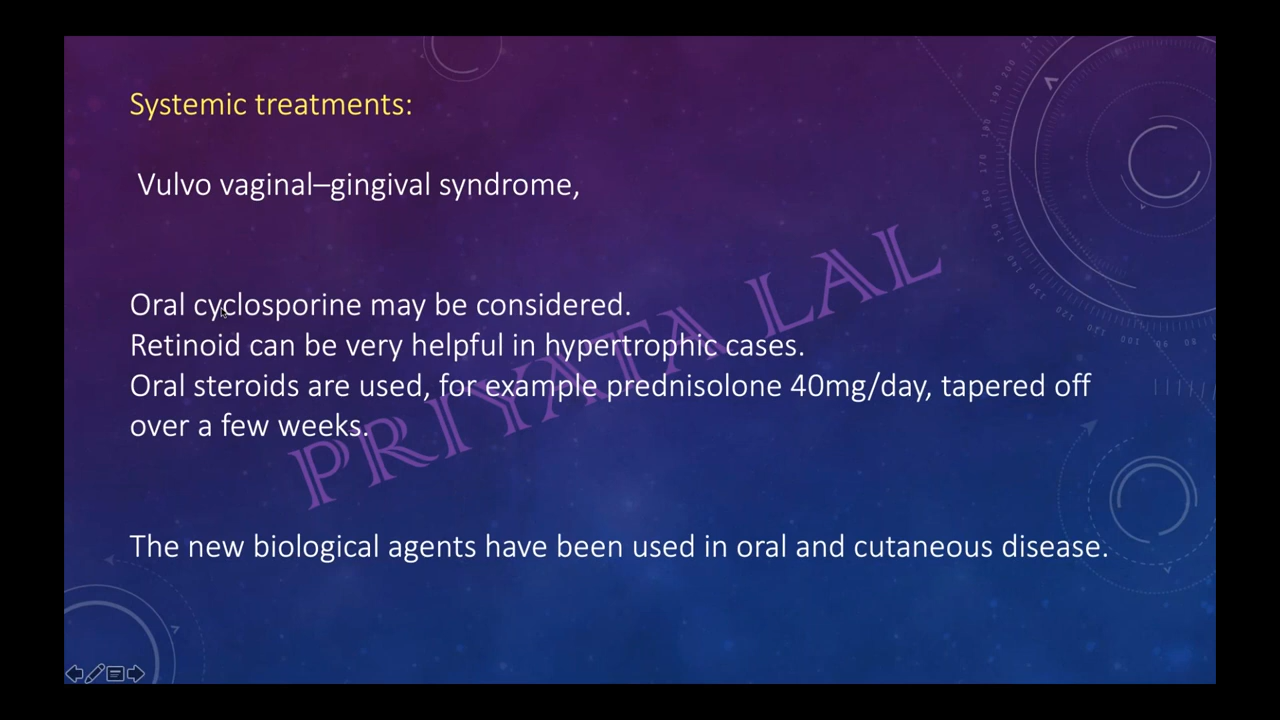 Systemic treatments:
Vulvo vaginal–gingival syndrome,
Oral cyclosporine may be considered.
Retinoid can be very helpful in hypertrophic cases.
Oral steroids are used, for example prednisolone 40mg/day, tapered off
over a few weeks.
PRIYATA LAL
The new biological agents have been used in oral and cutaneous disease.